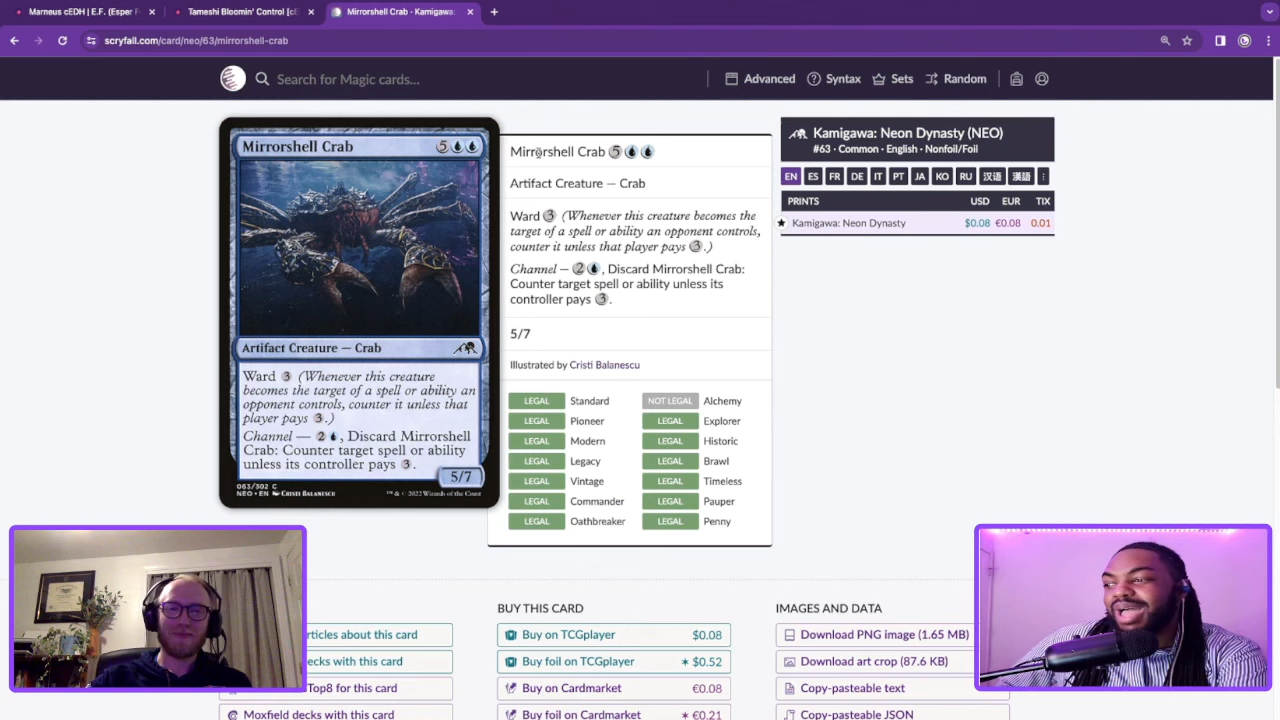 Marneus cEDH | E.F. (Esper F
Tameshi Bloomin' Control [cE
Mirrorshell Crab · Kamigawa:
scryfall.com/card/neo/63/mirrorshell-crab
Search for Magic cards...
Advanced
Syntax
Sets
Random
Mirrorshell Crab 5
Artifact Creature — Crab
Ward 3 (Whenever this creature
becomes the target of a spell or ability an
opponent controls, counter it unless that
player pays 3.)
Channel — 2, Discard Mirrorshell
Crab: Counter target spell or ability
unless its controller pays 3.
5/7
063/302 C
NEO • EN CRISTI BALANESCU
™ & © 2022 Wizards of the Coast
Mirrorshell Crab 5
Artifact Creature — Crab
Ward 3 (Whenever this creature becomes the
target of a spell or ability an opponent controls,
counter it unless that player pays 3.)
Channel — 2, Discard Mirrorshell Crab:
Counter target spell or ability unless its
controller pays 3.
5/7
Illustrated by Cristi Balanescu
LEGAL Standard NOT LEGAL Alchemy
LEGAL Pioneer LEGAL Explorer
LEGAL Modern LEGAL Historic
LEGAL Legacy LEGAL Brawl
LEGAL Vintage LEGAL Timeless
LEGAL Commander LEGAL Pauper
LEGAL Oathbreaker LEGAL Penny
Kamigawa: Neon Dynasty (NEO)
#63 · Common · English · Nonfoil/Foil
EN ES FR DE IT PT JA KO RU 汉语 漢語
PRINTS USD EUR TIX
Kamigawa: Neon Dynasty $0.08 €0.08 0.01
rticles about this card
ecks with this card
Top8 for this card
Moxfield decks with this card
BUY THIS CARD
Buy on TCGplayer $0.08
Buy foil on TCGplayer ✶ $0.52
Buy on Cardmarket €0.08
Buy foil on Cardmarket ✶ €0.21
IMAGES AND DATA
Download PNG image (1.65 MB)
Download art crop (87.6 KB)
Copy-pasteable text
Copy-pasteable JSON